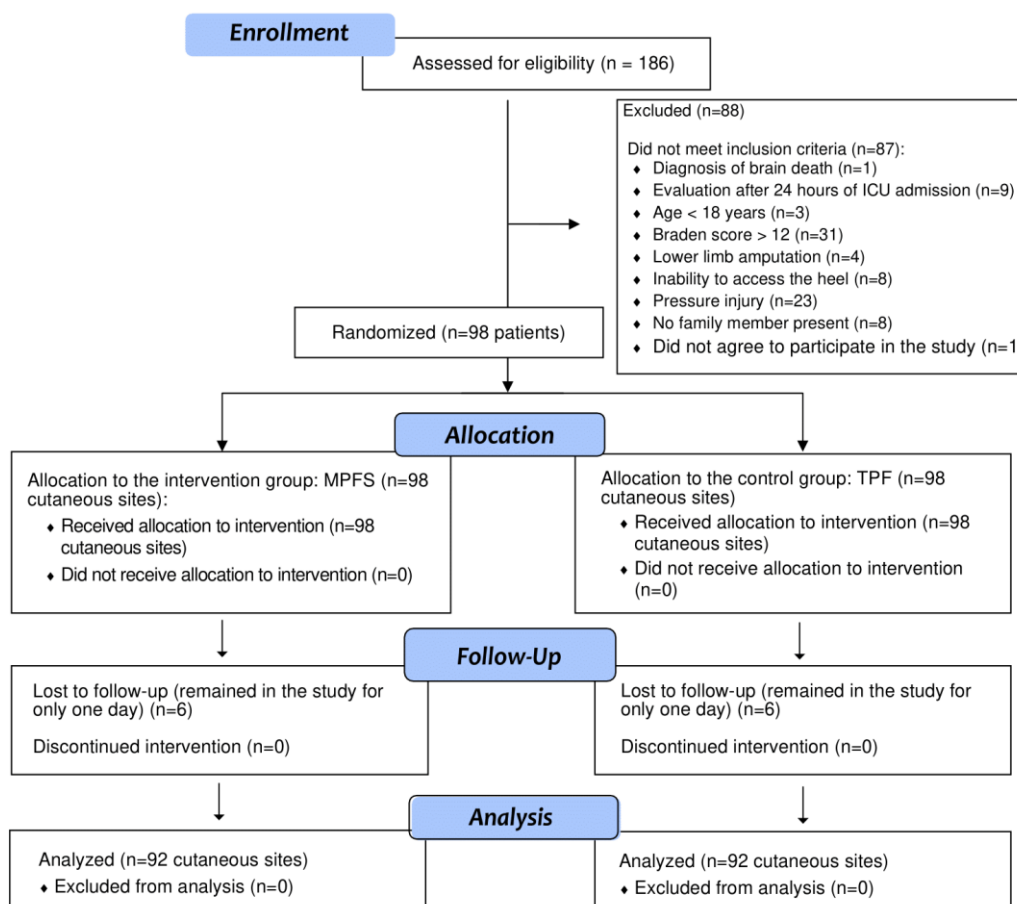 Enrollment
Assessed for eligibility (n = 186)
Excluded (n=88)
Did not meet inclusion criteria (n=87):
♦ Diagnosis of brain death (n=1)
♦ Evaluation after 24 hours of ICU admission (n=9)
♦ Age < 18 years (n=3)
♦ Braden score > 12 (n=31)
♦ Lower limb amputation (n=4)
♦ Inability to access the heel (n=8)
♦ Pressure injury (n=23)
♦ No family member present (n=8)
♦ Did not agree to participate in the study (n=1
Randomized (n=98 patients)
Allocation
Allocation to the intervention group: MPFS (n=98
cutaneous sites):
♦ Received allocation to intervention (n=98
cutaneous sites)
♦ Did not receive allocation to intervention (n=0)
Allocation to the control group: TPF (n=98
cutaneous sites)
♦ Received allocation to intervention (n=98
cutaneous sites)
♦ Did not receive allocation to intervention
(n=0)
Follow-Up
Lost to follow-up (remained in the study for
only one day) (n=6)
Discontinued intervention (n=0)
Lost to follow-up (remained in the study for
only one day) (n=6)
Discontinued intervention (n=0)
Analysis
Analyzed (n=92 cutaneous sites)
♦ Excluded from analysis (n=0)
Analyzed (n=92 cutaneous sites)
♦ Excluded from analysis (n=0)